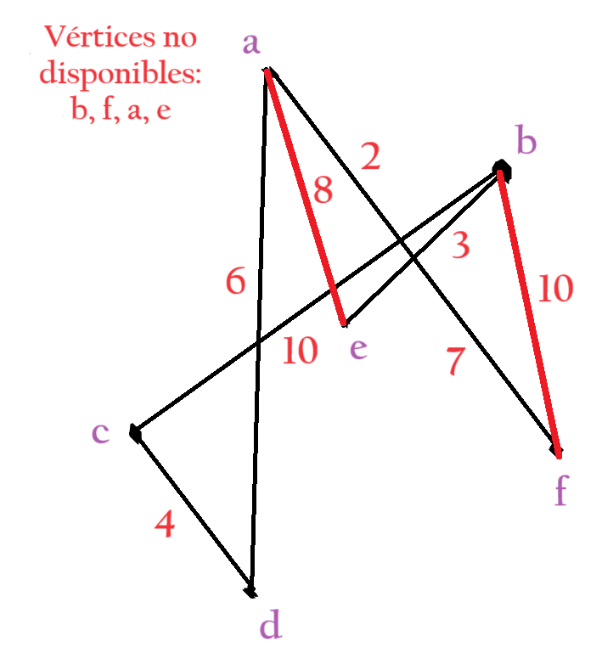 Vértices no
disponibles:
b, f, a, e
a
b
2
8
3
6
10
10
e
7
c
f
4
d